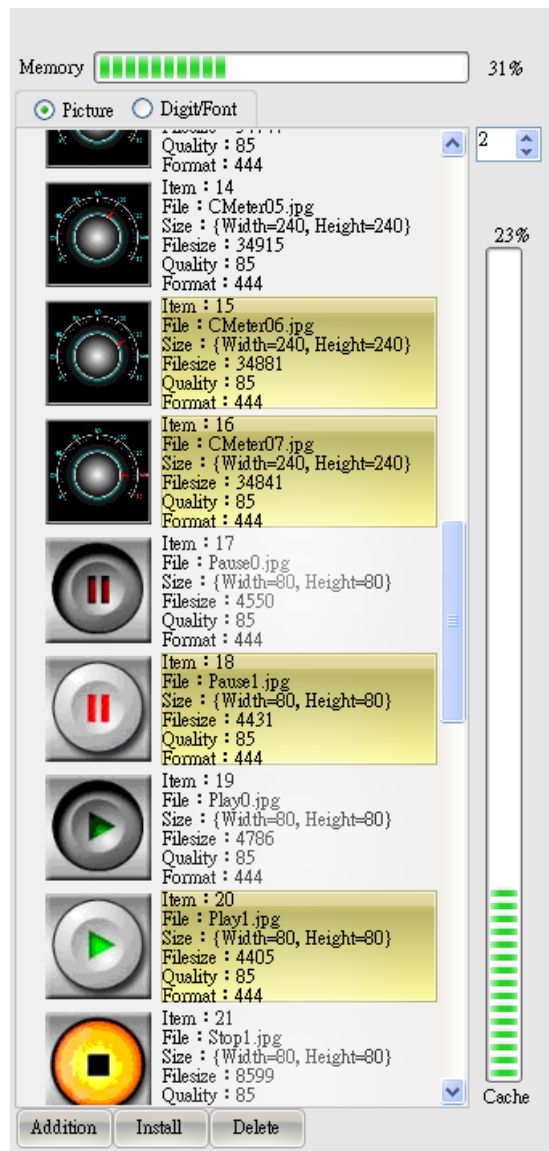 Memory 31%
Picture Digit/Font
2
23%
Quality：85
Format：444
Item：14
File：CMeter05.jpg
Size：{Width=240, Height=240}
Filesize：34915
Quality：85
Format：444
Item：15
File：CMeter06.jpg
Size：{Width=240, Height=240}
Filesize：34881
Quality：85
Format：444
Item：16
File：CMeter07.jpg
Size：{Width=240, Height=240}
Filesize：34841
Quality：85
Format：444
Item：17
File：Pause0.jpg
Size：{Width=80, Height=80}
Filesize：4550
Quality：85
Format：444
Item：18
File：Pause1.jpg
Size：{Width=80, Height=80}
Filesize：4431
Quality：85
Format：444
Item：19
File：Play0.jpg
Size：{Width=80, Height=80}
Filesize：4786
Quality：85
Format：444
Item：20
File：Play1.jpg
Size：{Width=80, Height=80}
Filesize：4405
Quality：85
Format：444
Item：21
File：Stop1.jpg
Size：{Width=80, Height=80}
Filesize：8599
Quality：85
Cache
Addition Install Delete